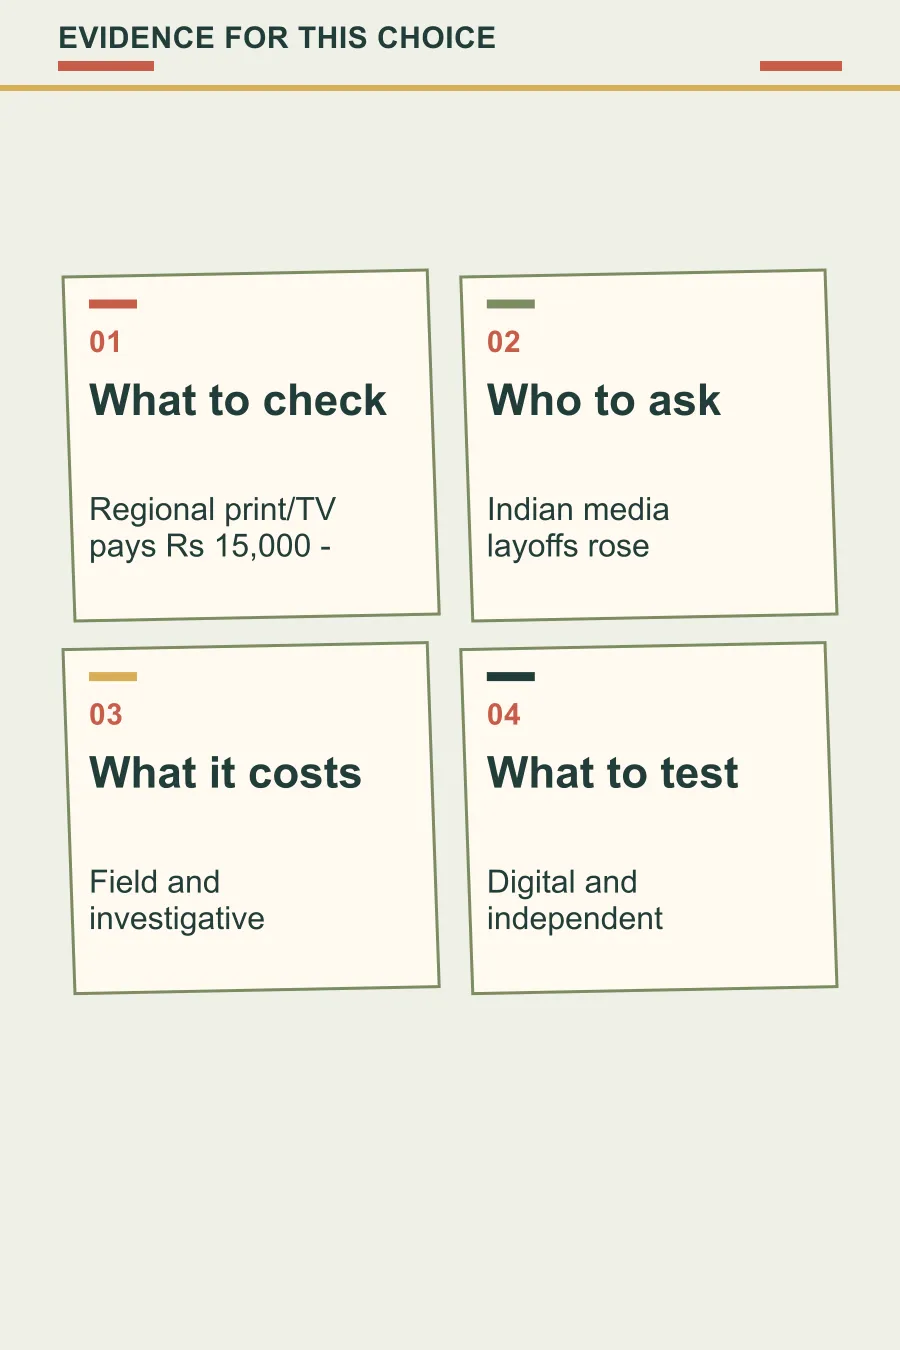 EVIDENCE FOR THIS CHOICE
01
What to check
Regional print/TV
pays Rs 15,000 -
02
Who to ask
Indian media
layoffs rose
03
What it costs
Field and
investigative
04
What to test
Digital and
independent